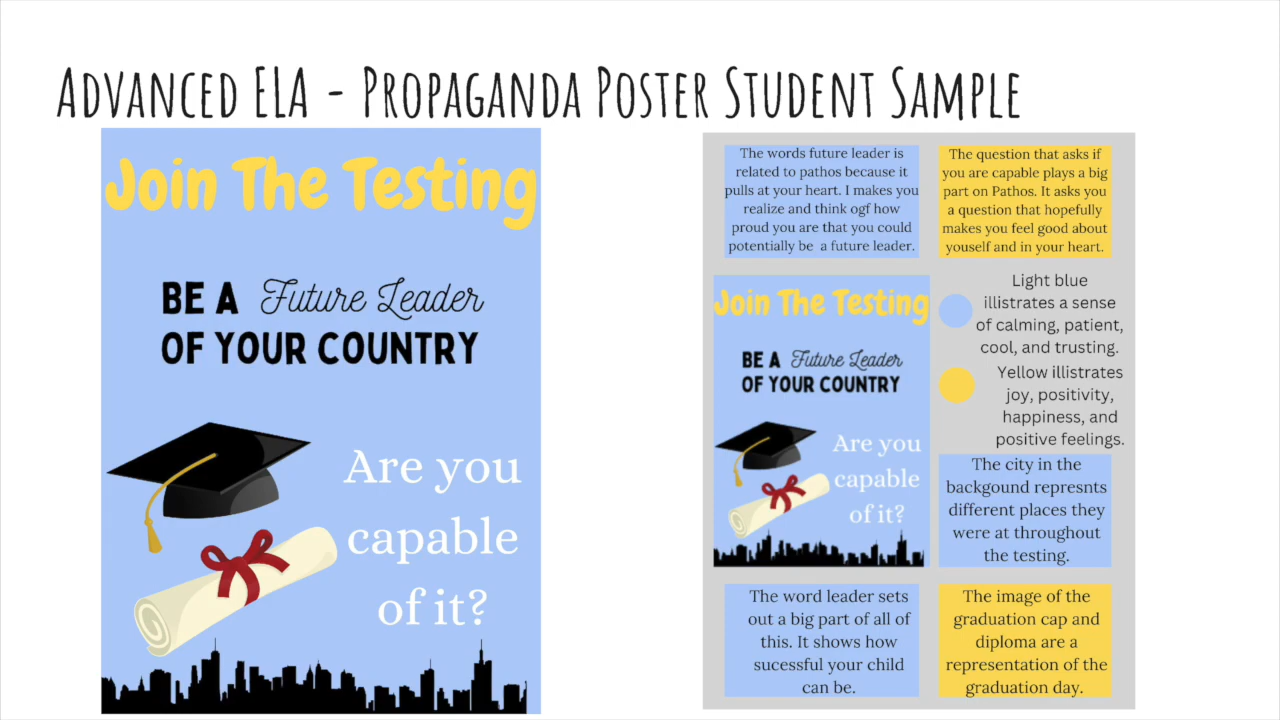 Advanced ELA - Propaganda Poster Student Sample
Join The Testing
BE A Future Leader
OF YOUR COUNTRY
Are you
capable
of it?
The words future leader is
related to pathos because it
pulls at your heart. I makes you
realize and think ogf how
proud you are that you could
potentially be a future leader.
The question that asks if
you are capable plays a big
part on Pathos. It asks you
a question that hopefully
makes you feel good about
youself and in your heart.
Join The Testing
BE A Future Leader
OF YOUR COUNTRY
Are you
capable
of it?
Light blue
illistrates a sense
of calming, patient,
cool, and trusting.
Yellow illistrates
joy, positivity,
happiness, and
positive feelings.
The city in the
backgound represnts
different places they
were at throughout
the testing.
The word leader sets
out a big part of all of
this. It shows how
sucessful your child
can be.
The image of the
graduation cap and
diploma are a
representation of the
graduation day.